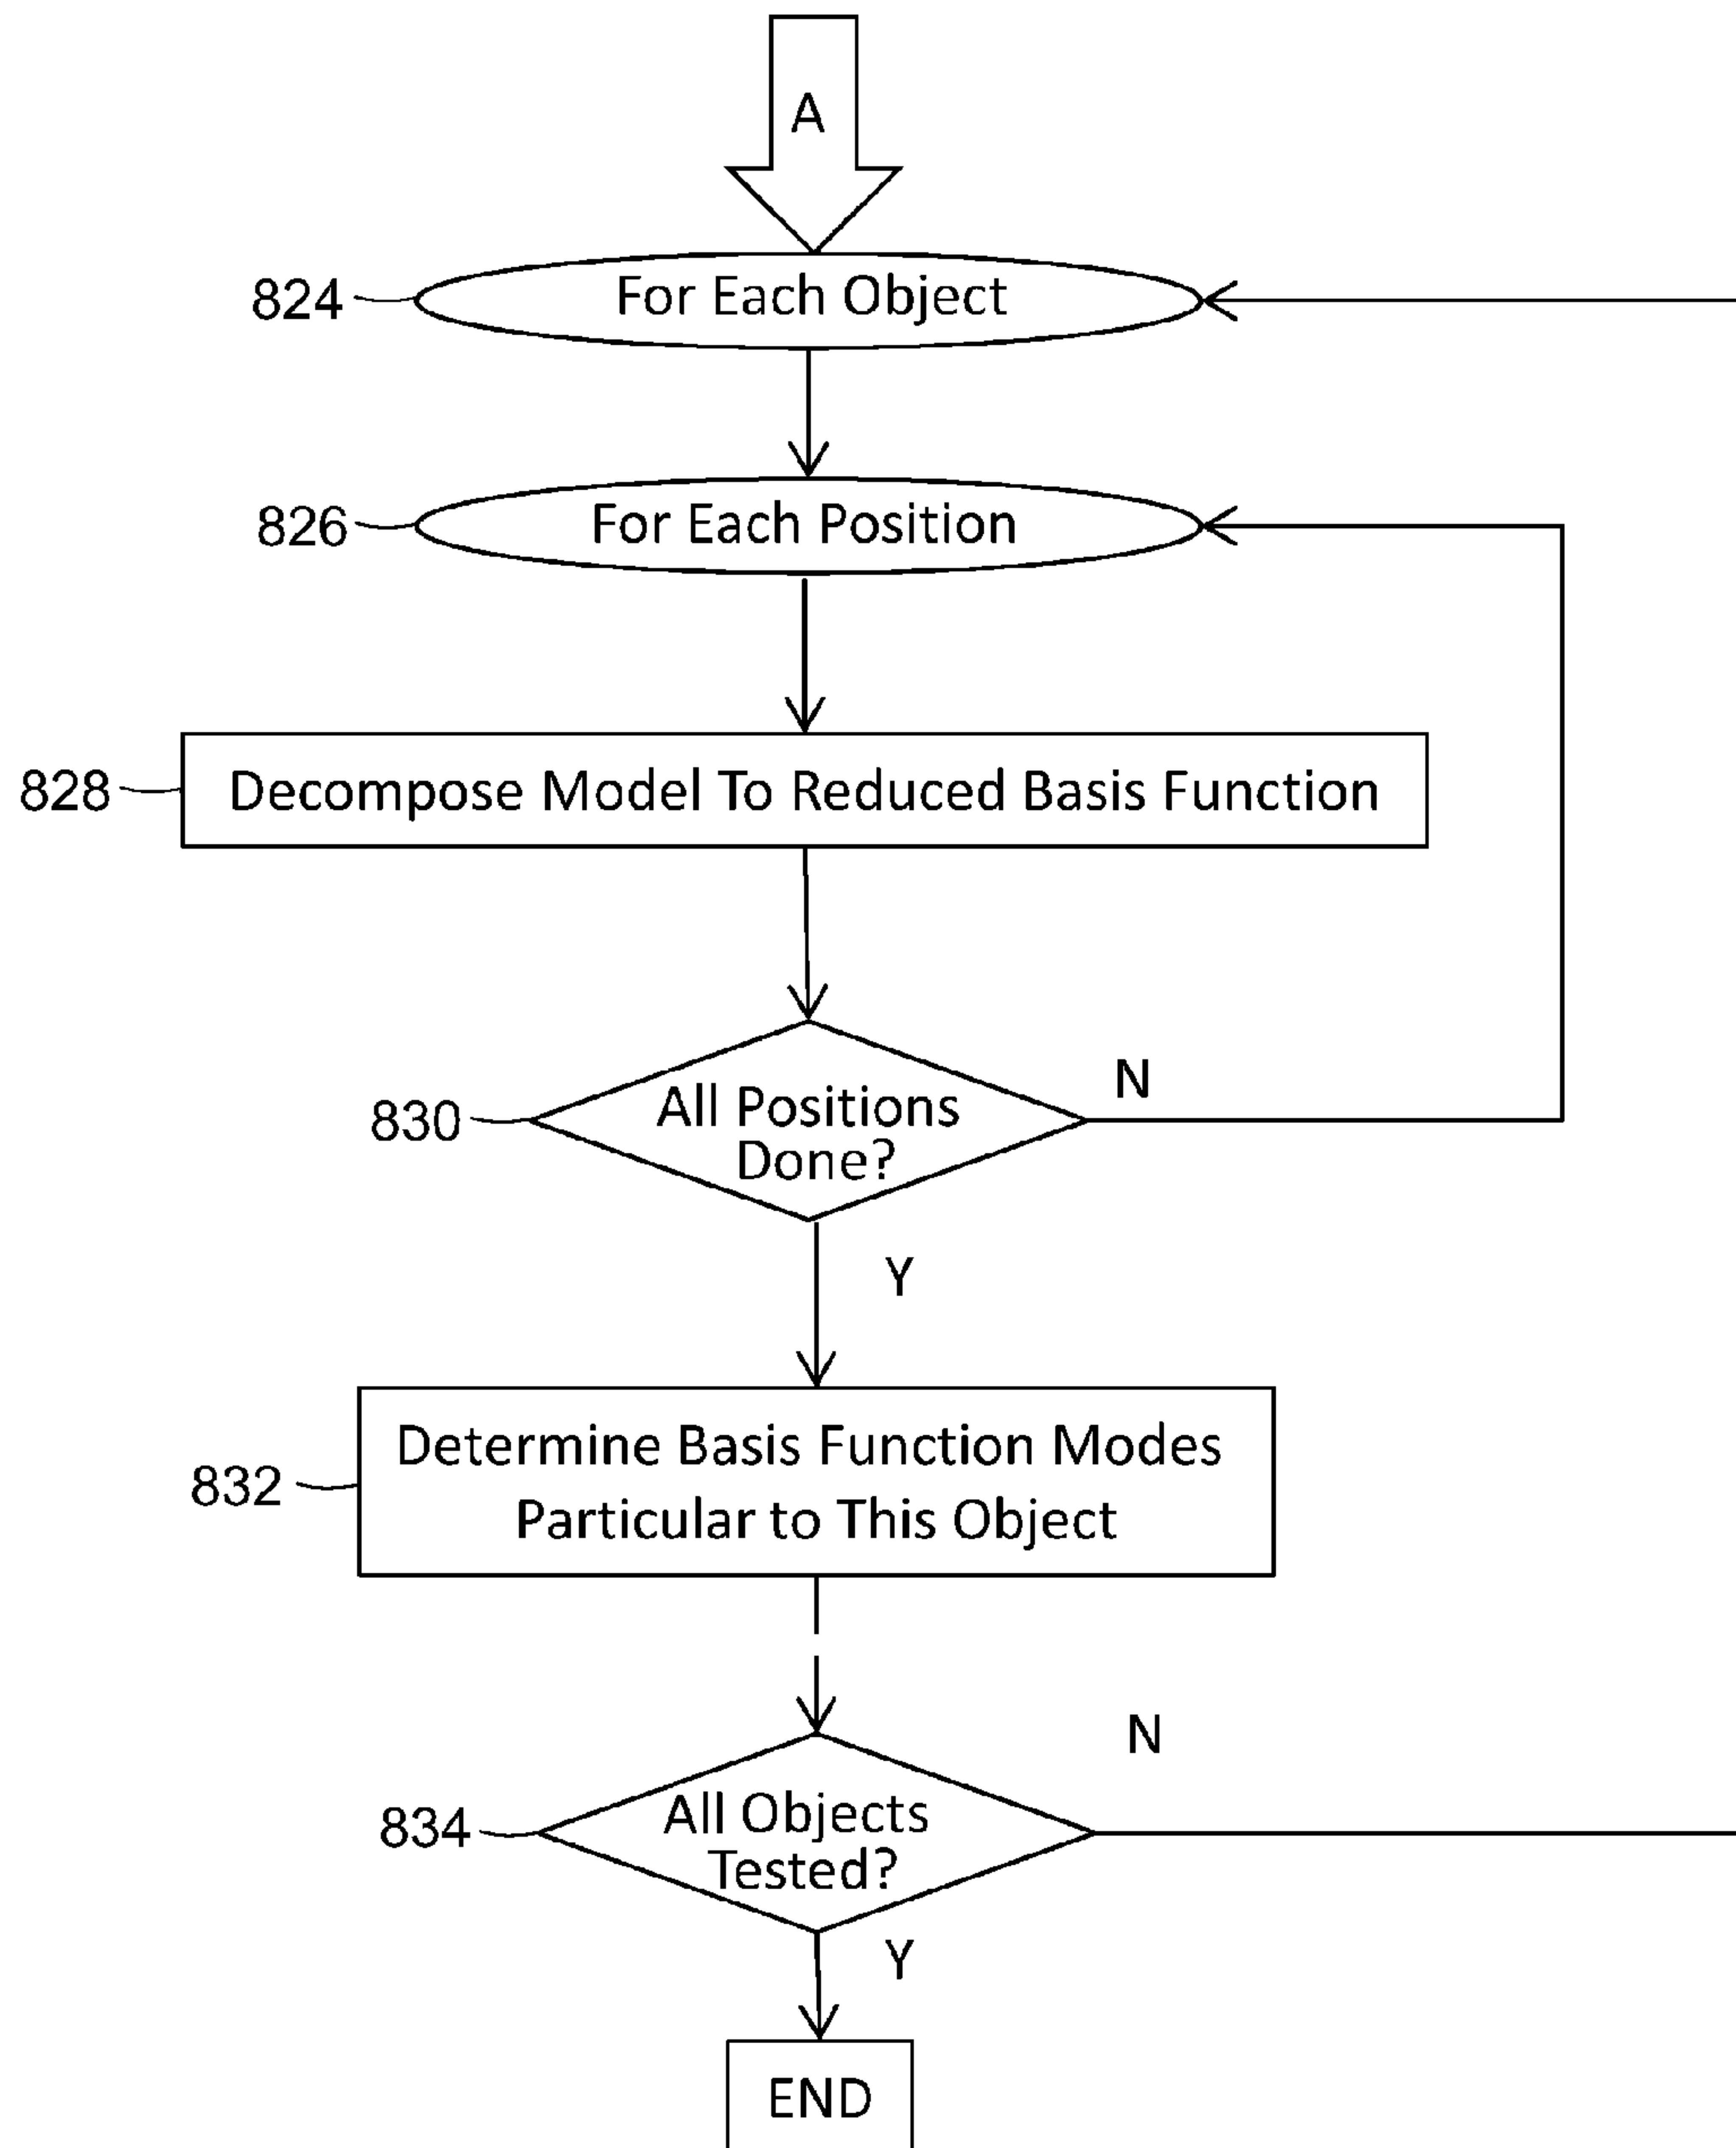 A
824
For Each Object
826
For Each Position
828
Decompose Model To Reduced Basis Function
830
All Positions
Done?
N
Y
832
Determine Basis Function Modes
Particular to This Object
N
834
All Objects
Tested?
Y
END